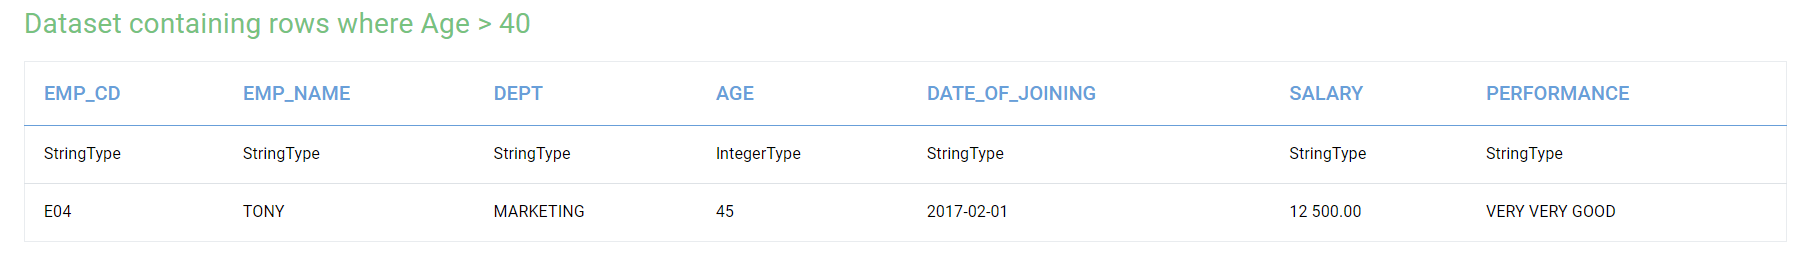 Dataset containing rows where Age > 40
EMP_CD EMP_NAME DEPT AGE DATE_OF_JOINING SALARY PERFORMANCE
StringType StringType StringType IntegerType StringType StringType StringType
E04 TONY MARKETING 45 2017-02-01 12 500.00 VERY VERY GOOD